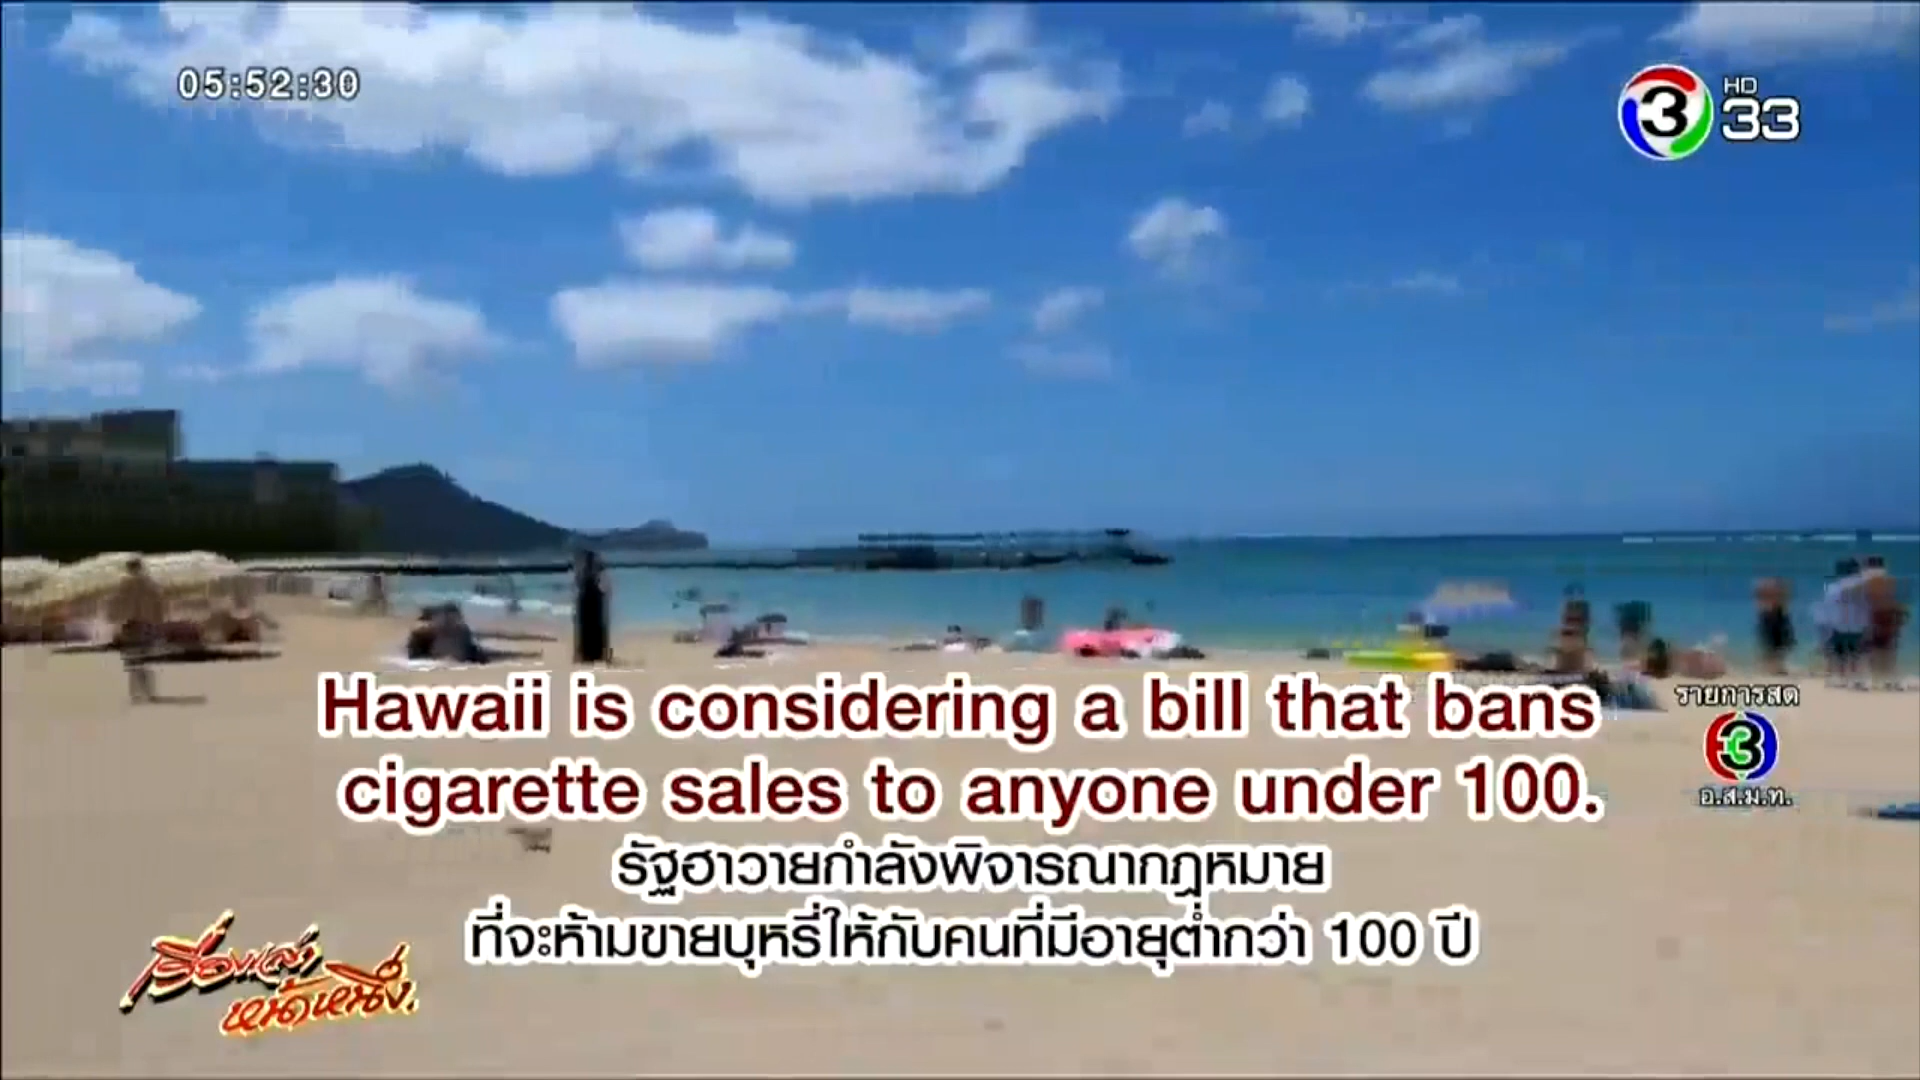 05:52:30
3 HD
33
Hawaii is considering a bill that bans
cigarette sales to anyone under 100.
รัฐฮาวายกำลังพิจารณากฎหมาย
ที่จะห้ามขายบุหรี่ให้กับคนที่มีอายุต่ำกว่า 100 ปี
รายการสด
3
อ.ส.ม.ท.
เรื่องเล่า
หน้าหนึ่ง